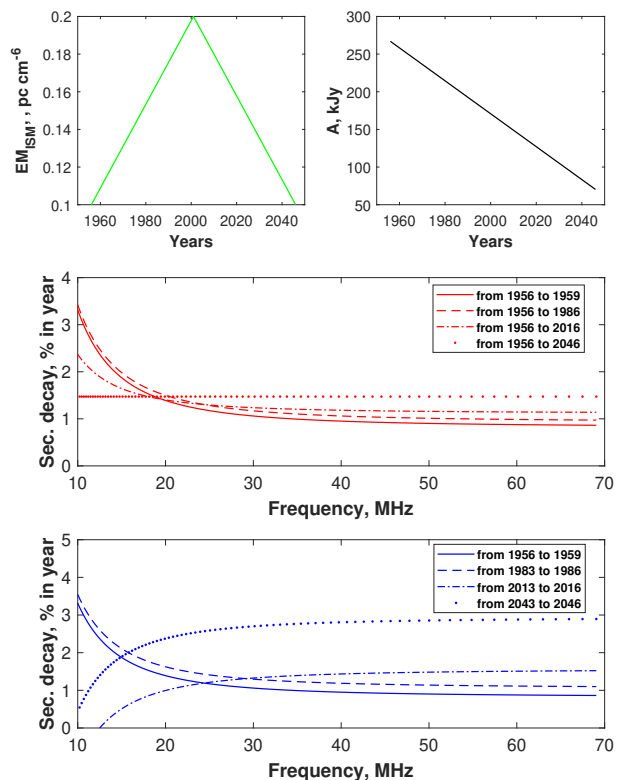 0.2
0.18
0.16
0.14
0.12
0.1
EM_ISM, , pc cm^-6
1960 1980 2000 2020 2040
Years
300
250
200
150
100
50
A, kJy
1960 1980 2000 2020 2040
Years
4
3
2
1
0
Sec. decay, % in year
from 1956 to 1959
from 1956 to 1986
from 1956 to 2016
from 1956 to 2046
10 20 30 40 50 60 70
Frequency, MHz
5
4
3
2
1
0
Sec. decay, % in year
from 1956 to 1959
from 1983 to 1986
from 2013 to 2016
from 2043 to 2046
10 20 30 40 50 60 70
Frequency, MHz